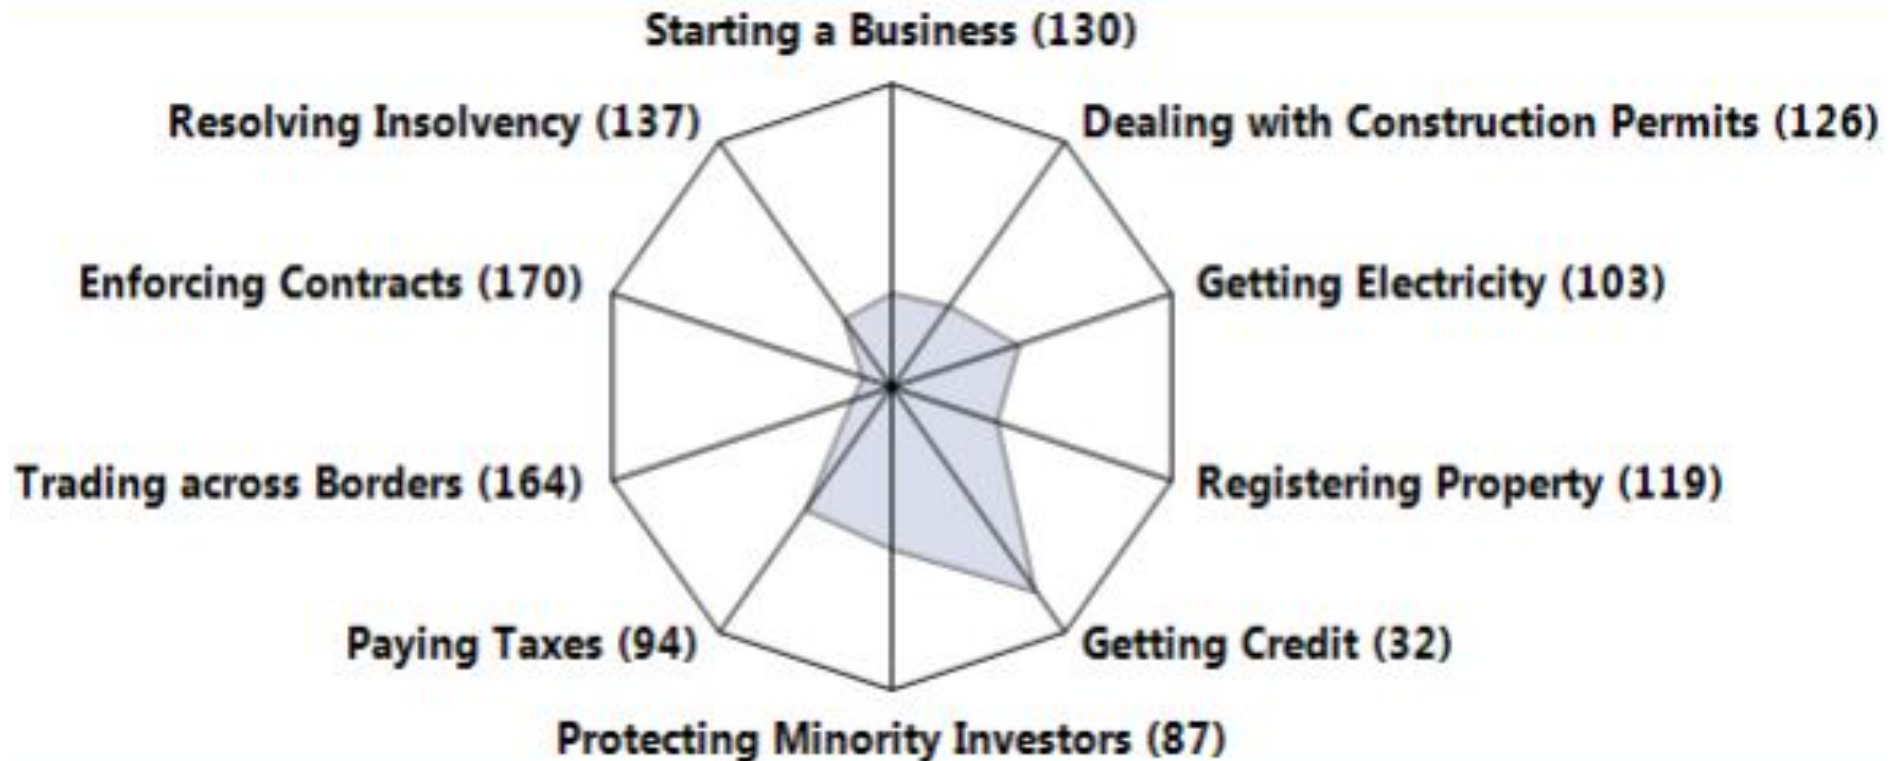 Starting a Business (130)
Resolving Insolvency (137)
Dealing with Construction Permits (126)
Enforcing Contracts (170)
Getting Electricity (103)
Trading across Borders (164)
Registering Property (119)
Paying Taxes (94)
Getting Credit (32)
Protecting Minority Investors (87)